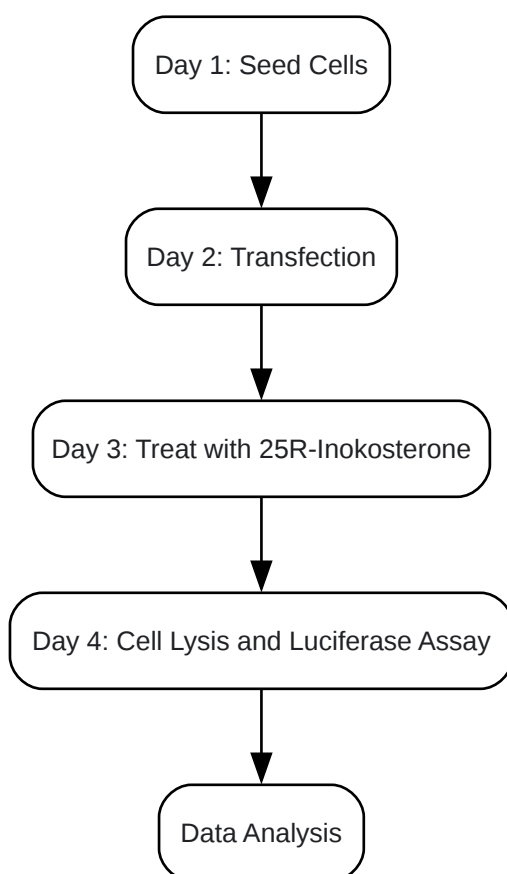 Day 1: Seed Cells
Day 2: Transfection
Day 3: Treat with 25R-Inokosterone
Day 4: Cell Lysis and Luciferase Assay
Data Analysis